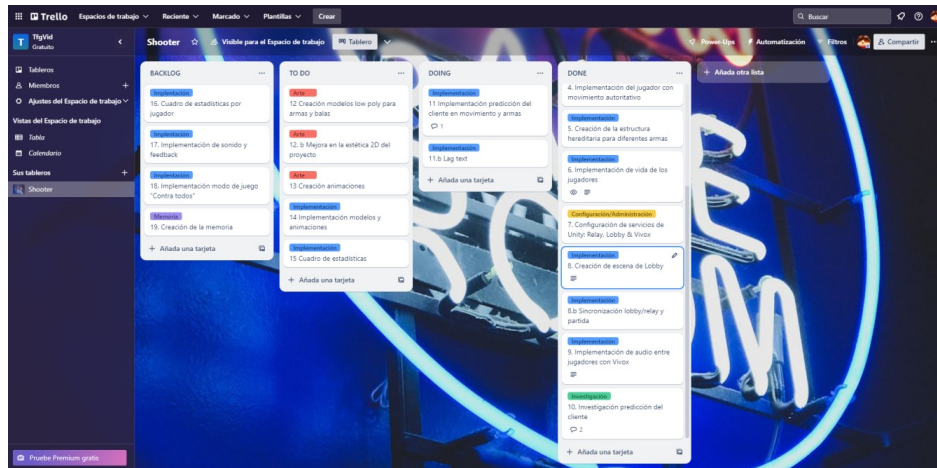 Trello Espacios de trabajo Reciente Marcado Plantillas Crear Buscar
T TfgVid
Gratuito
Shooter Visible para el Espacio de trabajo Tablero Power-Ups Automatización Filtros Compartir
Tableros
Miembros
Ajustes del Espacio de trabajo
Vistas del Espacio de trabajo
Tabla
Calendario
Sus tableros
Shooter
Pruebe Premium gratis
BACKLOG
Implementación
16. Cuadro de estadísticas por
jugador
Implementación
17. Implementación de sonido y
feedback
Implementación
18. Implementación modo de juego
"Contra todos"
Memoria
19. Creación de la memoria
+ Añada una tarjeta
TO DO
Arte
12 Creación modelos low poly para
armas y balas
Arte
12. b Mejora en la estética 2D del
proyecto
Arte
13 Creación animaciones
Implementación
14 Implementación modelos y
animaciones
Implementación
15 Cuadro de estadísticas
+ Añada una tarjeta
DOING
Implementación
11 Implementación predicción del
cliente en movimiento y armas
1
Implementación
11.b Lag text
+ Añada una tarjeta
DONE
4. Implementación del jugador con
movimiento autoritativo
Implementación
5. Creación de la estructura
hereditaria para diferentes armas
Implementación
6. Implementación de vida de los
jugadores
Configuración/Administración
7. Configuración de servicios de
Unity: Relay, Lobby & Vivox
Implementación
8. Creación de escena de Lobby
Implementación
8.b Sincronización lobby/relay y
partida
Implementación
9. Implementación de audio entre
jugadores con Vivox
Investigación
10. Investigación predicción del
cliente
2
+ Añada una tarjeta
+ Añada otra lista